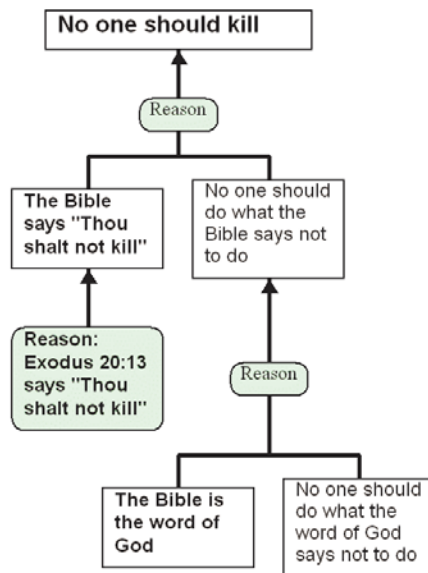 No one should kill
Reason
The Bible
says "Thou
shalt not kill"
No one should
do what the
Bible says not
to do
Reason:
Exodus 20:13
says "Thou
shalt not kill"
Reason
The Bible is
the word of
God
No one should
do what the
word of God
says not to do